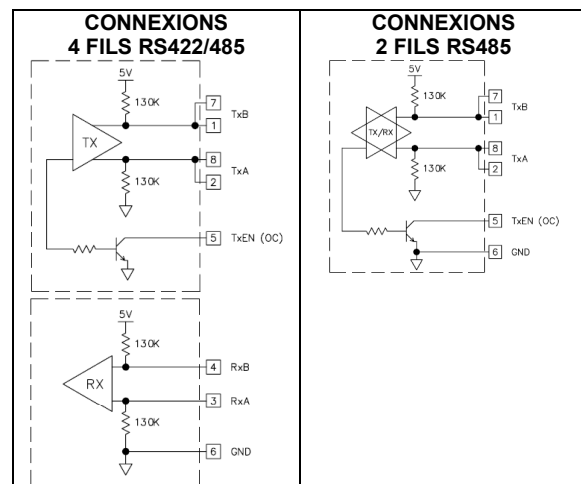 CONNEXIONS
4 FILS RS422/485
5V
130K
7
TxB
1
TX
8
TxA
130K
2
5
TxEN (OC)
5V
130K
4
RxB
RX
3
RxA
130K
6
GND
CONNEXIONS
2 FILS RS485
5V
130K
7
TxB
1
TX/RX
8
TxA
130K
2
5
TxEN (OC)
6
GND